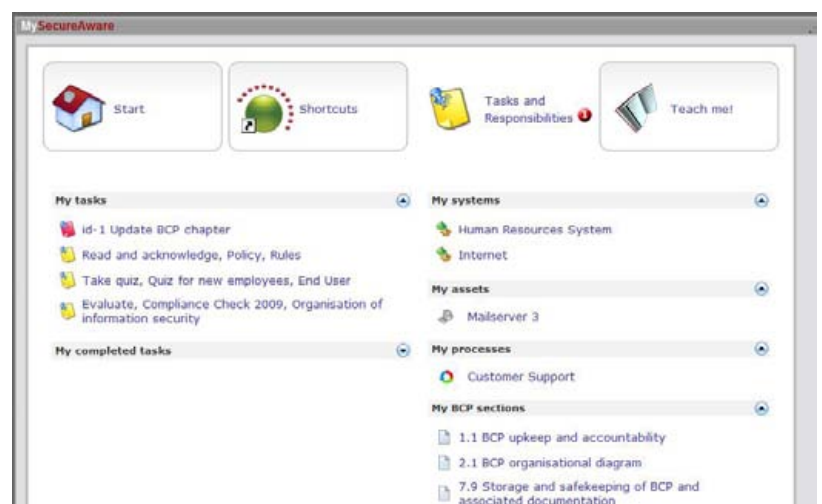 MySecureAware
Start
Shortcuts
Tasks and
Responsibilities
Teach me!
My tasks
id-1 Update BCP chapter
Read and acknowledge, Policy, Rules
Take quiz, Quiz for new employees, End User
Evaluate, Compliance Check 2009, Organisation of
information security
My completed tasks
My systems
Human Resources System
Internet
My assets
Mailserver 3
My processes
Customer Support
My BCP sections
1.1 BCP upkeep and accountability
2.1 BCP organisational diagram
7.9 Storage and safekeeping of BCP and
associated documentation